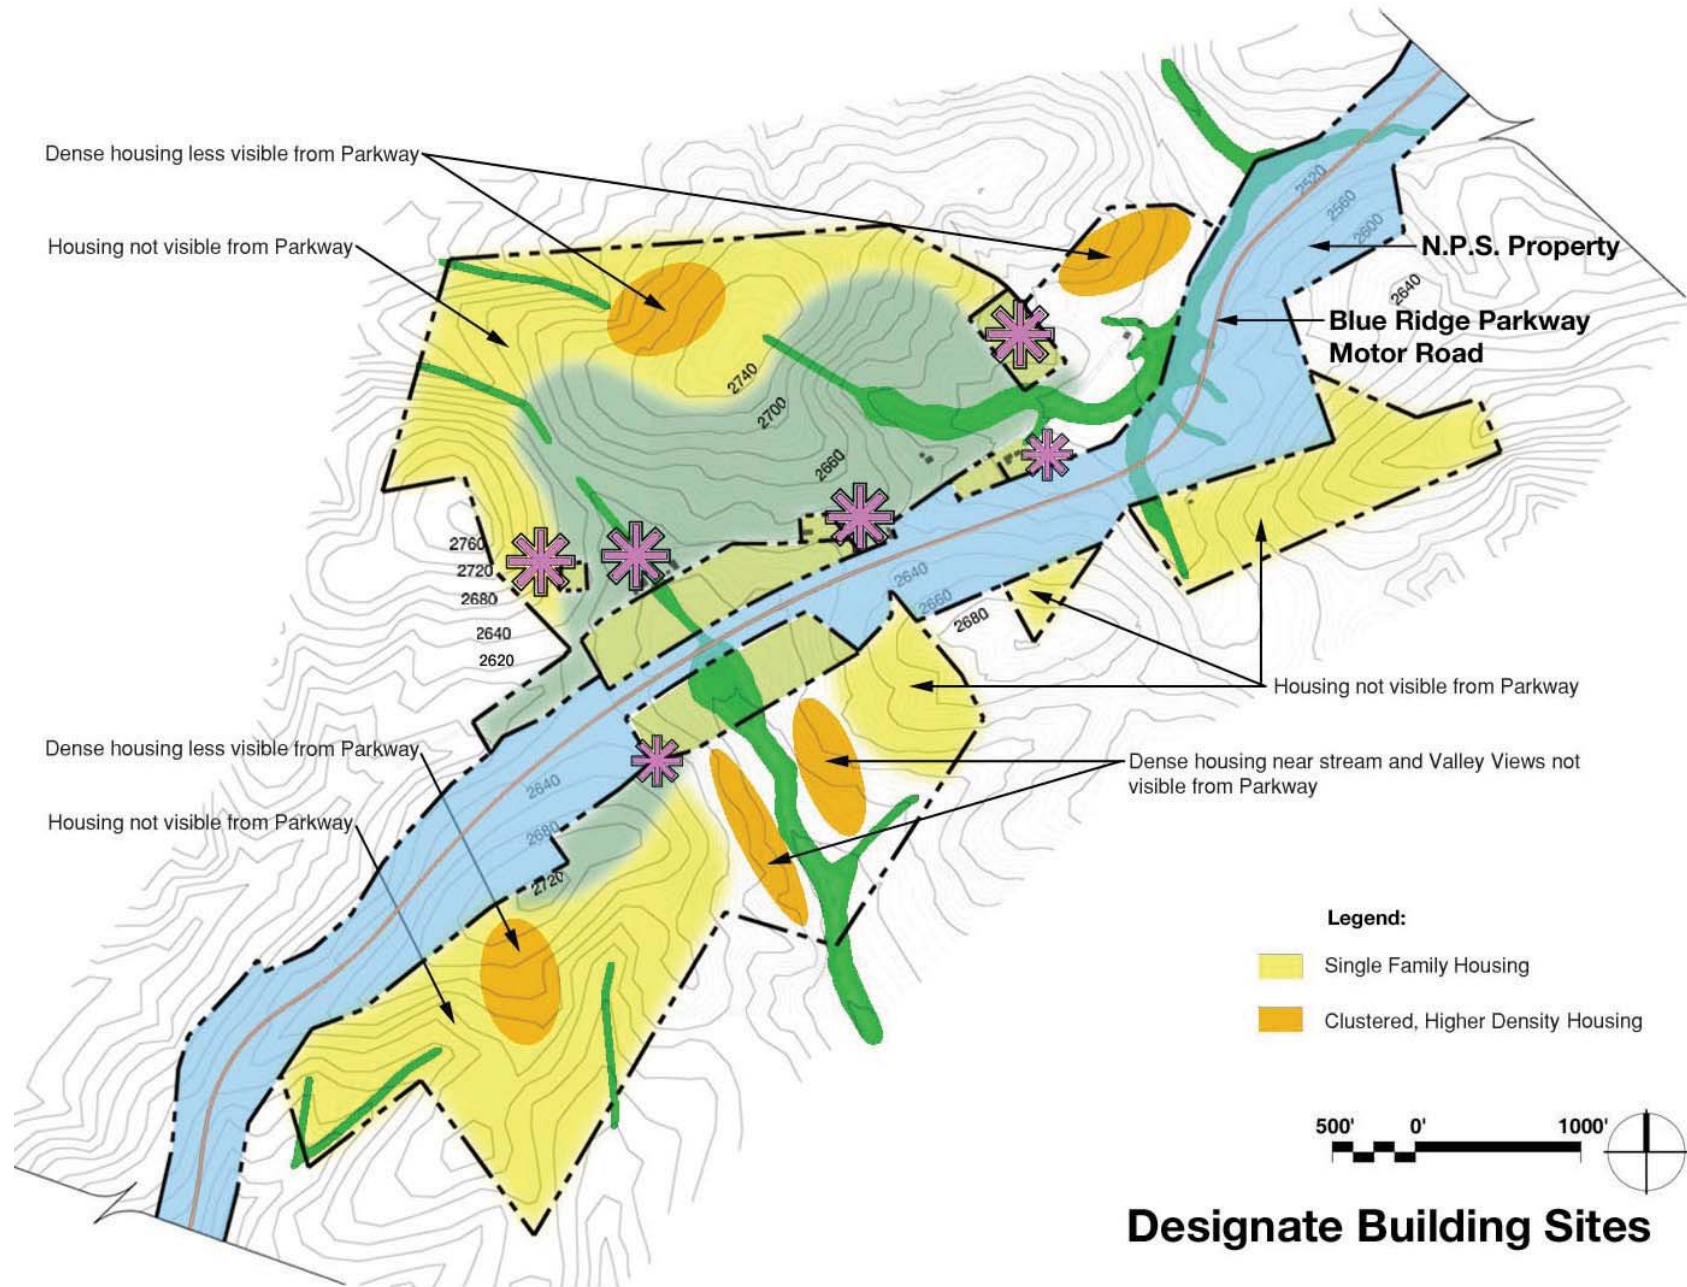 Dense housing less visible from Parkway
Housing not visible from Parkway
N.P.S. Property
Blue Ridge Parkway
Motor Road
2520
2560
2600
2640
2740
2700
2660
2760
2720
2680
2640
2620
2640
2660
2680
Housing not visible from Parkway
Dense housing less visible from Parkway
Housing not visible from Parkway
Dense housing near stream and Valley Views not
visible from Parkway
2640
2680
2720
Legend:
Single Family Housing
Clustered, Higher Density Housing
500' 0' 1000'
Designate Building Sites